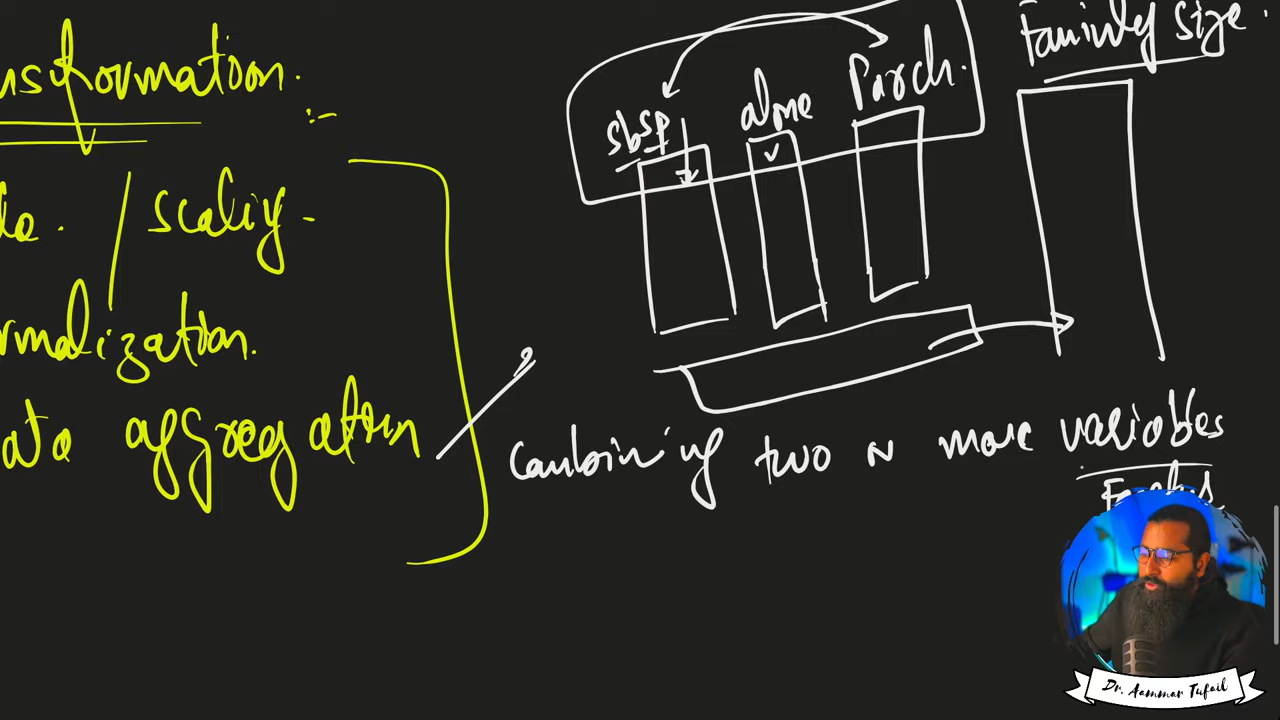 nsformation.
le. / scaling
rmalization.
ata aggregation
sbsp alone Parch.
Family size.
Combining two or more variables
Dr. Aammar Tufail